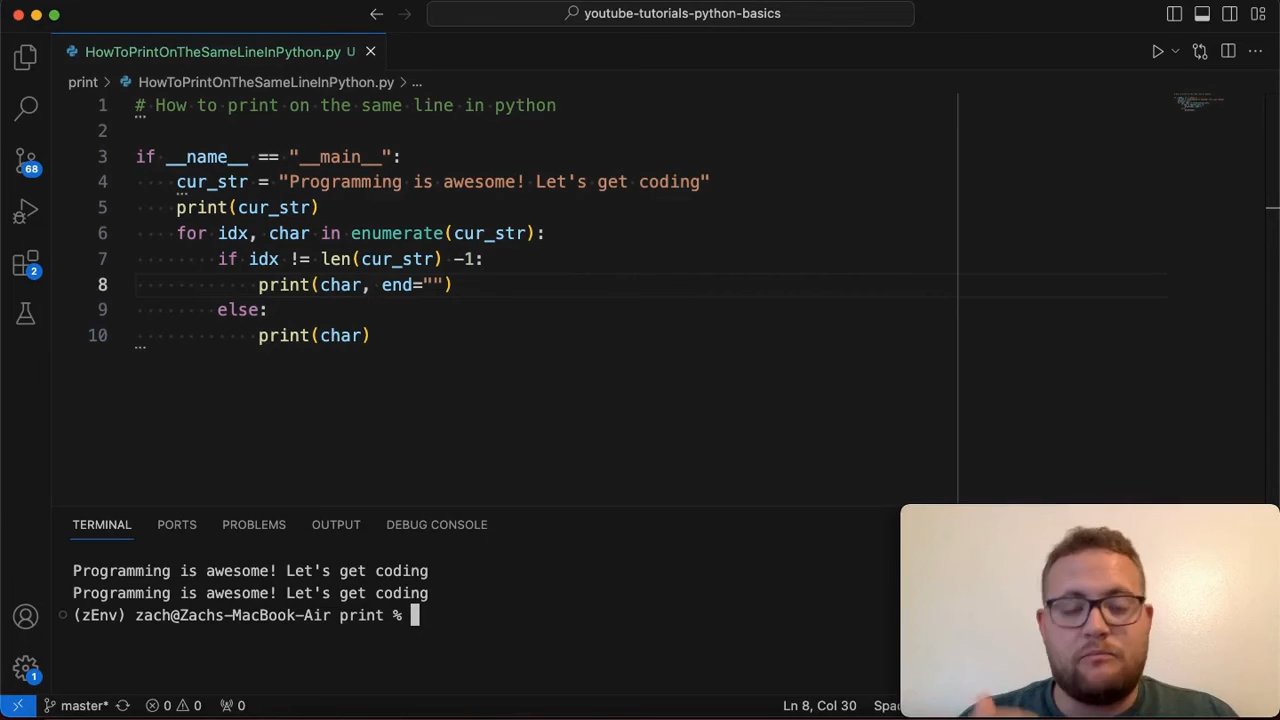 youtube-tutorials-python-basics
HowToPrintOnTheSameLineInPython.py U
print > HowToPrintOnTheSameLineInPython.py > ...
1 # How to print on the same line in python
2
3 if __name__ == "__main__":
4 cur_str = "Programming is awesome! Let's get coding"
5 print(cur_str)
6 for idx, char in enumerate(cur_str):
7 if idx != len(cur_str) -1:
8 print(char, end="")
9 else:
10 print(char)
68
2
TERMINAL PORTS PROBLEMS OUTPUT DEBUG CONSOLE
Programming is awesome! Let's get coding
Programming is awesome! Let's get coding
(zEnv) zach@Zachs-MacBook-Air print %
1
master* 0 0 0 Ln 8, Col 30